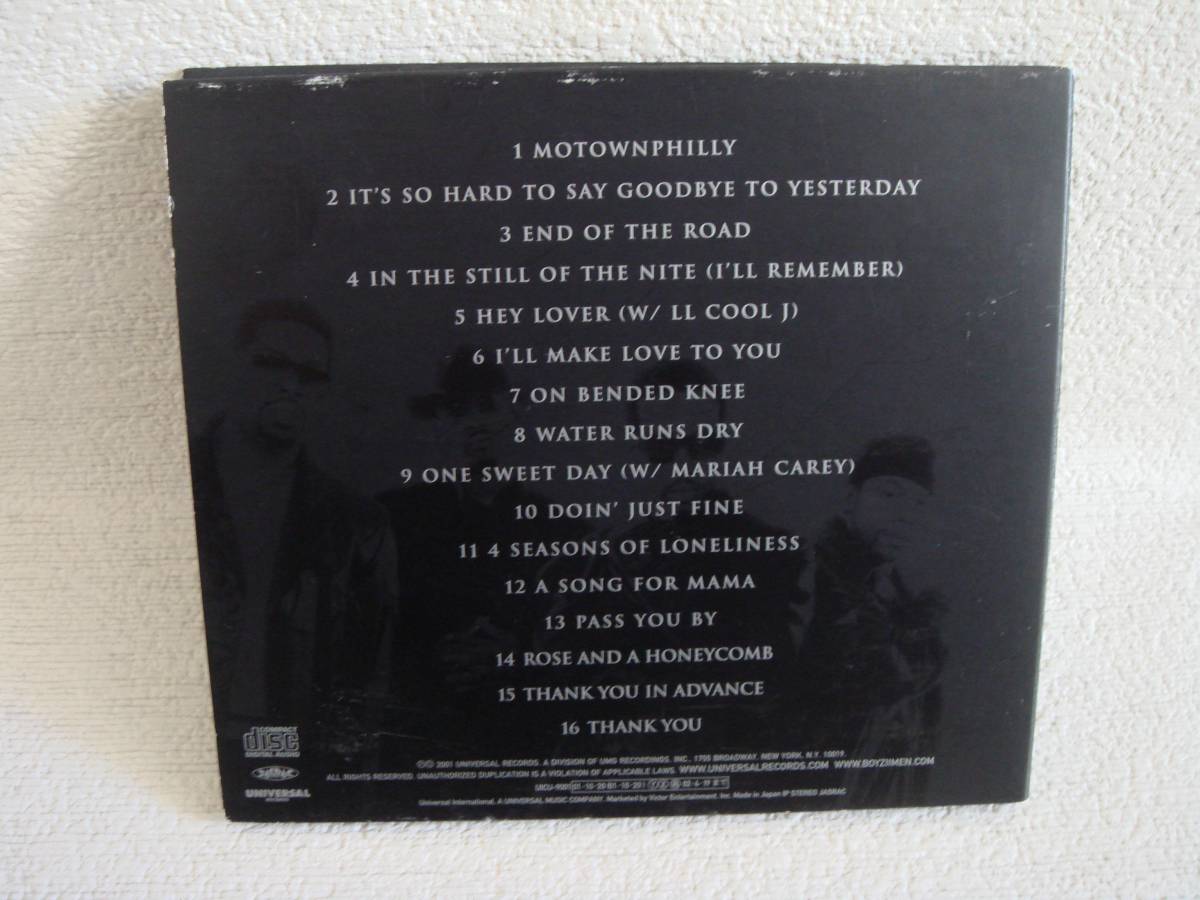 1 MOTOWNPHILLY
2 IT'S SO HARD TO SAY GOODBYE TO YESTERDAY
3 END OF THE ROAD
4 IN THE STILL OF THE NITE (I'LL REMEMBER)
5 HEY LOVER (W/ LL COOL J)
6 I'LL MAKE LOVE TO YOU
7 ON BENDED KNEE
8 WATER RUNS DRY
9 ONE SWEET DAY (W/ MARIAH CAREY)
10 DOIN' JUST FINE
11 4 SEASONS OF LONELINESS
12 A SONG FOR MAMA
13 PASS YOU BY
14 ROSE AND A HONEYCOMB
15 THANK YOU IN ADVANCE
16 THANK YOU
COMPACT
disc
DIGITAL AUDIO
JASRAC
UNIVERSAL
℗© 2001 UNIVERSAL RECORDS. A DIVISION OF UMG RECORDINGS, INC., 1755 BROADWAY, NEW YORK, N.Y. 10019.
ALL RIGHTS RESERVED. UNAUTHORIZED DUPLICATION IS A VIOLATION OF APPLICABLE LAWS. WWW.UNIVERSALRECORDS.COM WWW.BOYZIIMEN.COM
Universal International. A UNIVERSAL MUSIC COMPANY. Marketed by Victor Entertainment, Inc. Made in Japan IP STEREO JASRAC